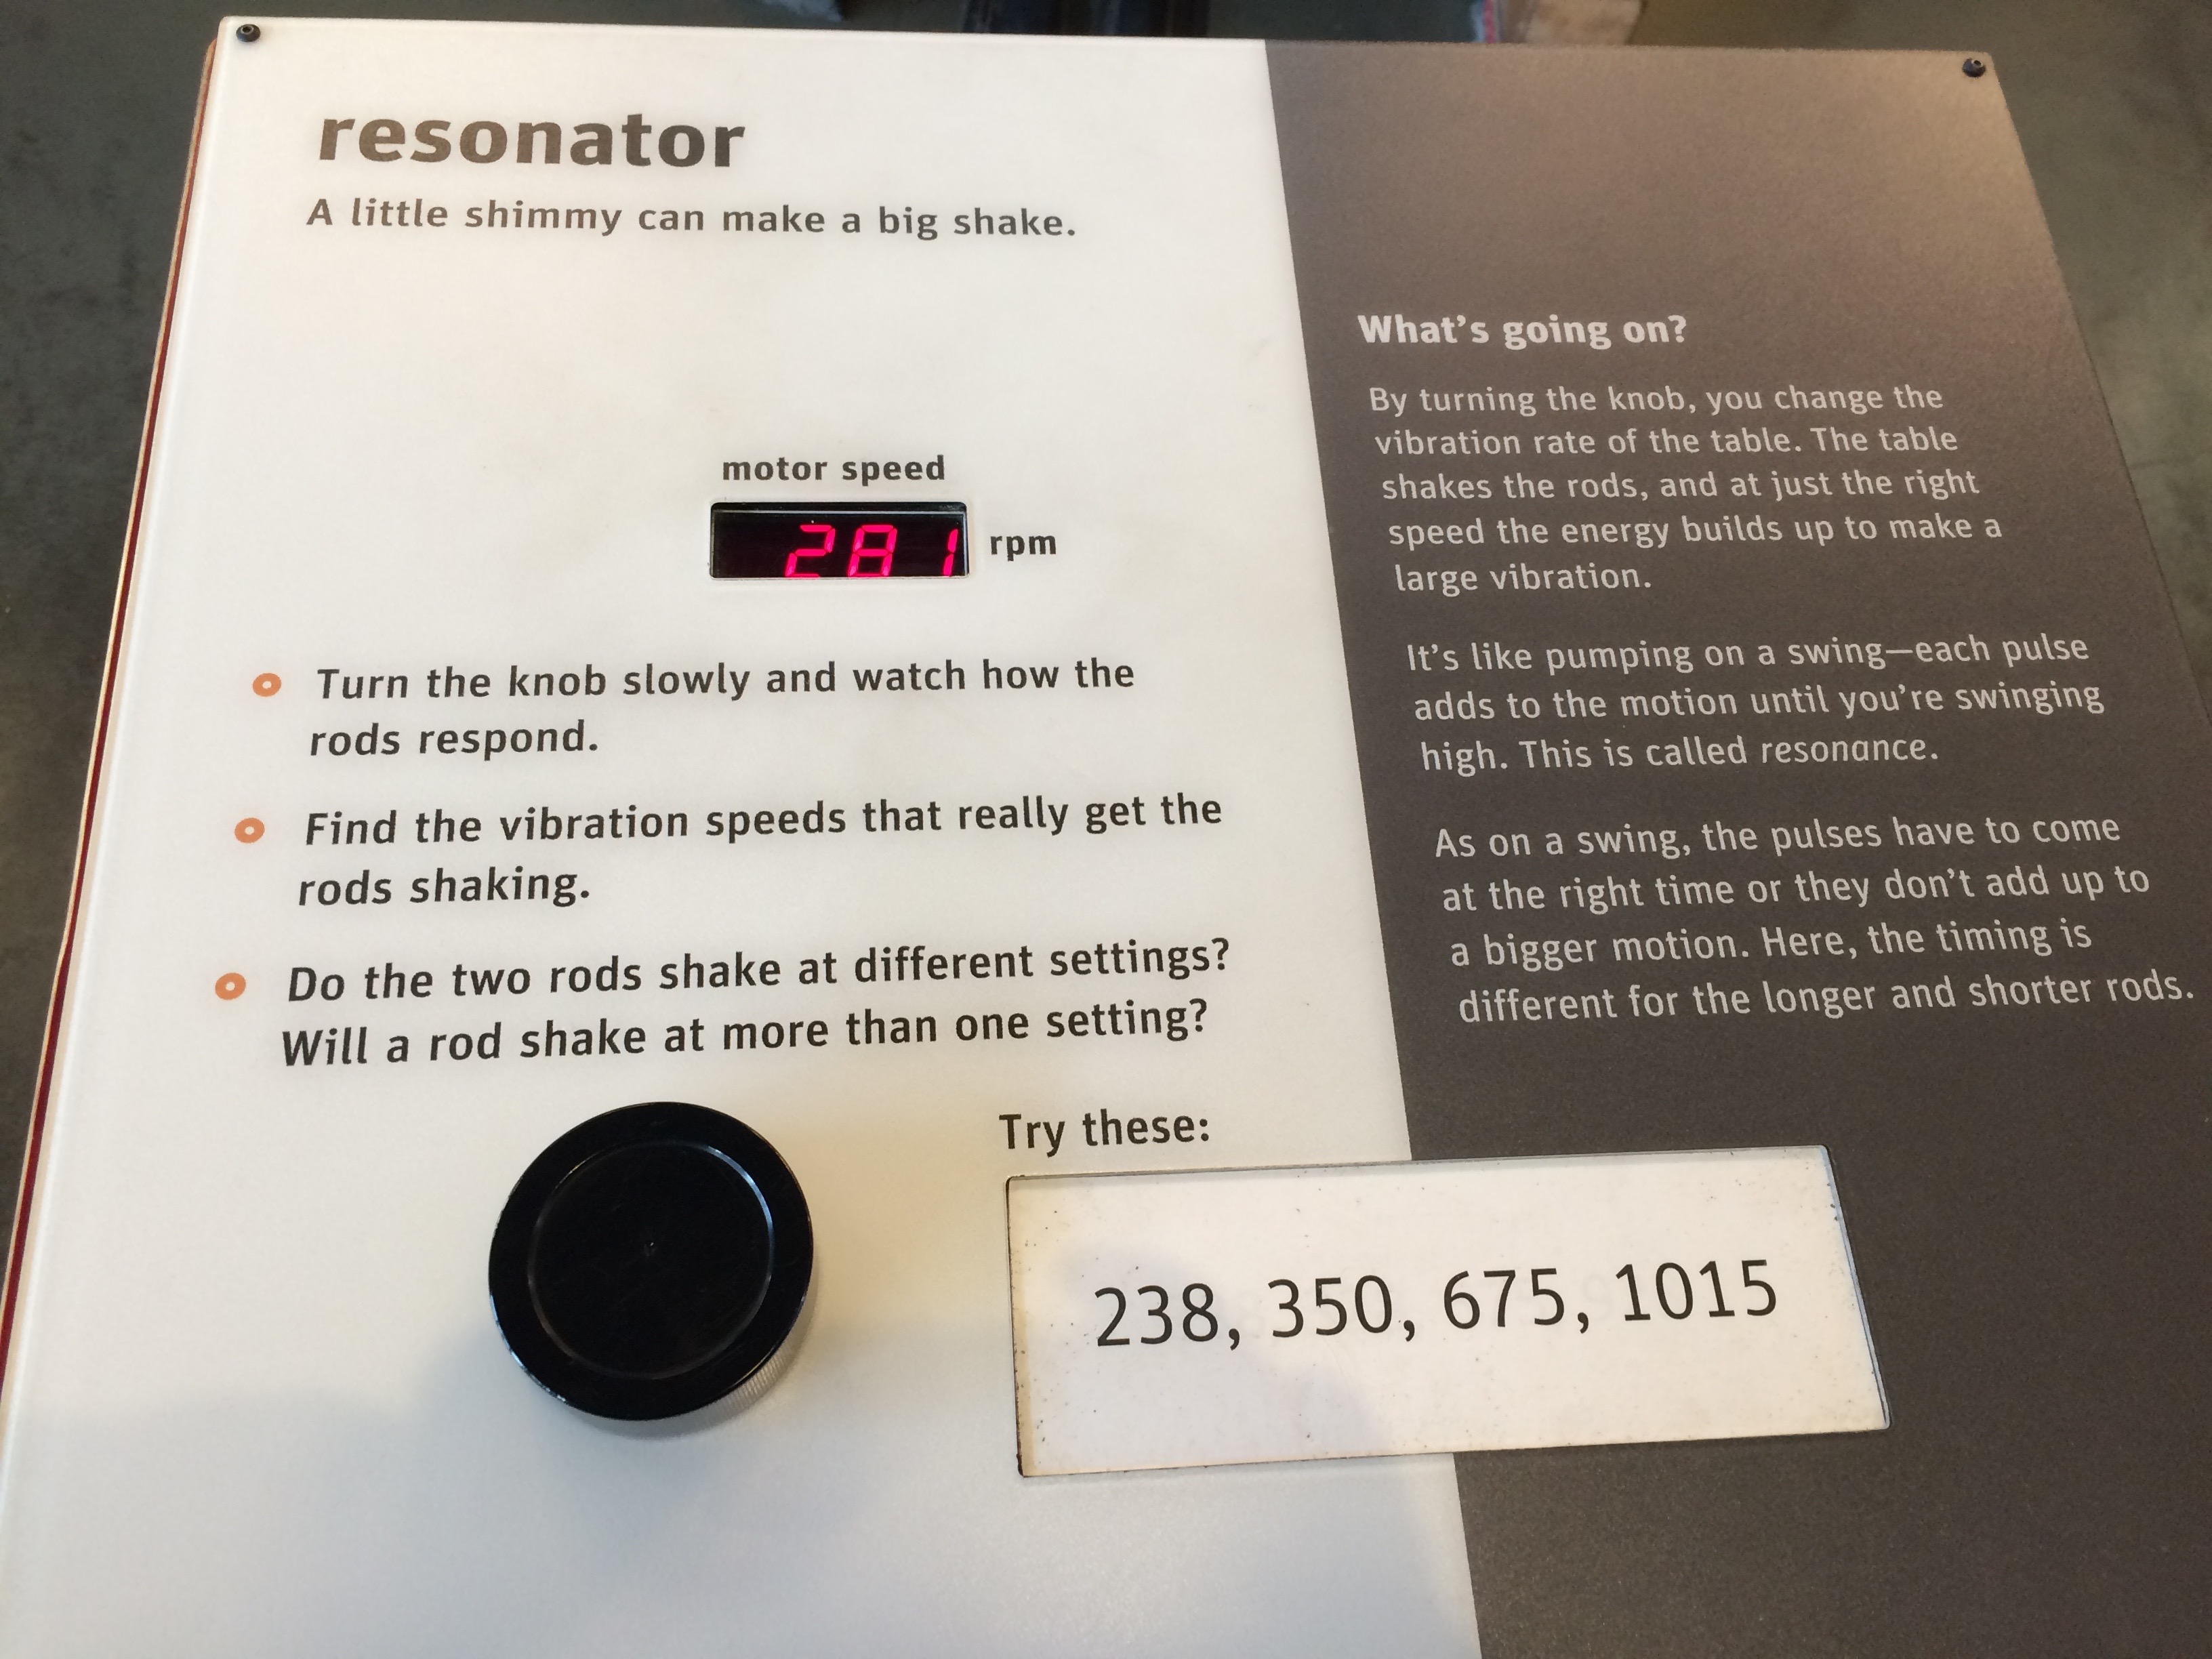 resonator
A little shimmy can make a big shake.
motor speed
281 rpm
Turn the knob slowly and watch how the
rods respond.
Find the vibration speeds that really get the
rods shaking.
Do the two rods shake at different settings?
Will a rod shake at more than one setting?
Try these:
238, 350, 675, 1015
What's going on?
By turning the knob, you change the
vibration rate of the table. The table
shakes the rods, and at just the right
speed the energy builds up to make a
large vibration.
It's like pumping on a swing—each pulse
adds to the motion until you're swinging
high. This is called resonance.
As on a swing, the pulses have to come
at the right time or they don't add up to
a bigger motion. Here, the timing is
different for the longer and shorter rods.